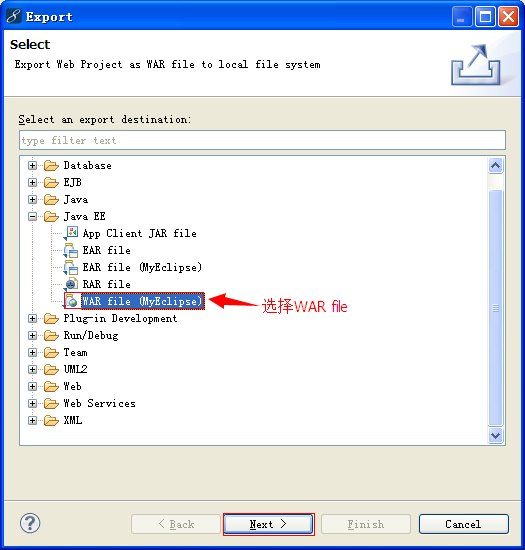 Export
Select
Export Web Project as WAR file to local file system
Select an export destination:
type filter text
Database
EJB
Java
Java EE
App Client JAR file
EAR file
EAR file (MyEclipse)
RAR file
WAR file (MyEclipse)
选择WAR file
Plug-in Development
Run/Debug
Team
UML2
Web
Web Services
XML
?
< Back
Next >
Finish
Cancel